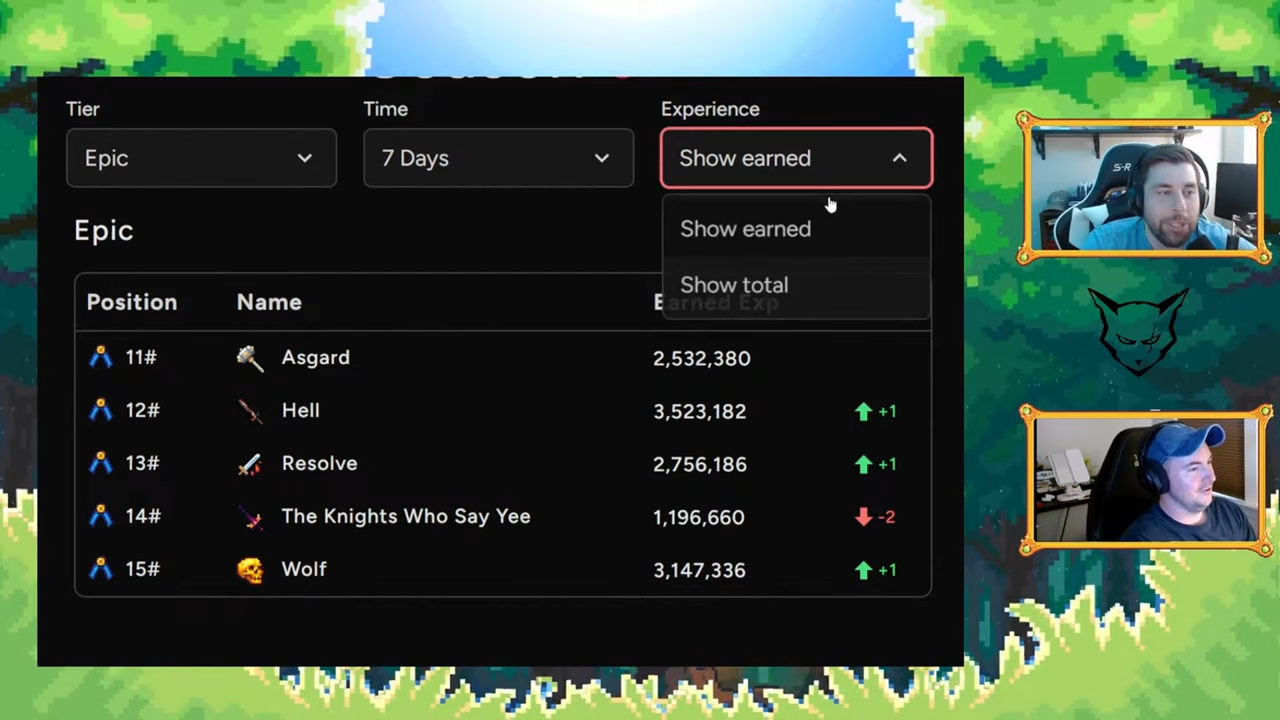 Tier Time Experience
Epic 7 Days Show earned
Epic
Show earned
Show total
Position Name Earned Exp
11# Asgard 2,532,380
12# Hell 3,523,182 +1
13# Resolve 2,756,186 +1
14# The Knights Who Say Yee 1,196,660 -2
15# Wolf 3,147,336 +1
S-R